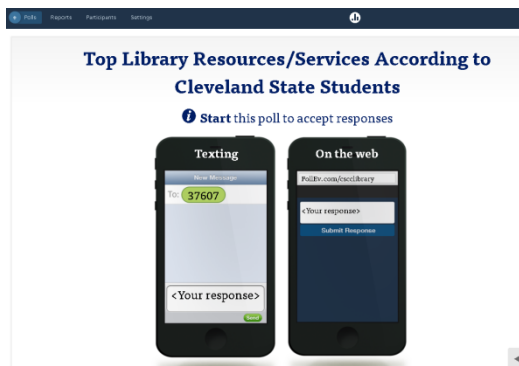 Polls Reports Participants Settings
Top Library Resources/Services According to
Cleveland State Students
Start this poll to accept responses
Texting
New Message
To: 37607
<Your response>
Send
On the web
PollEv.com/cscclibrary
<Your response>
Submit Response